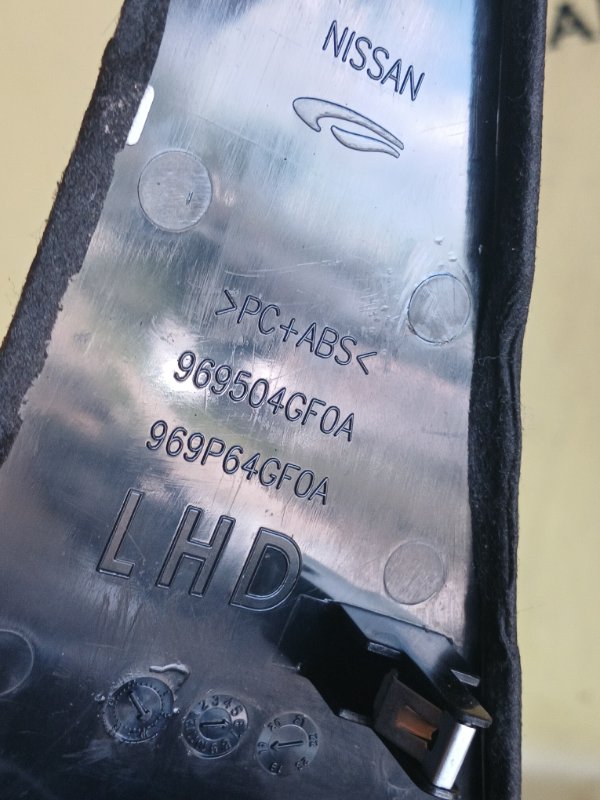 NISSAN
>PC+ABS<
969504GF0A
969P64GF0A
LHD